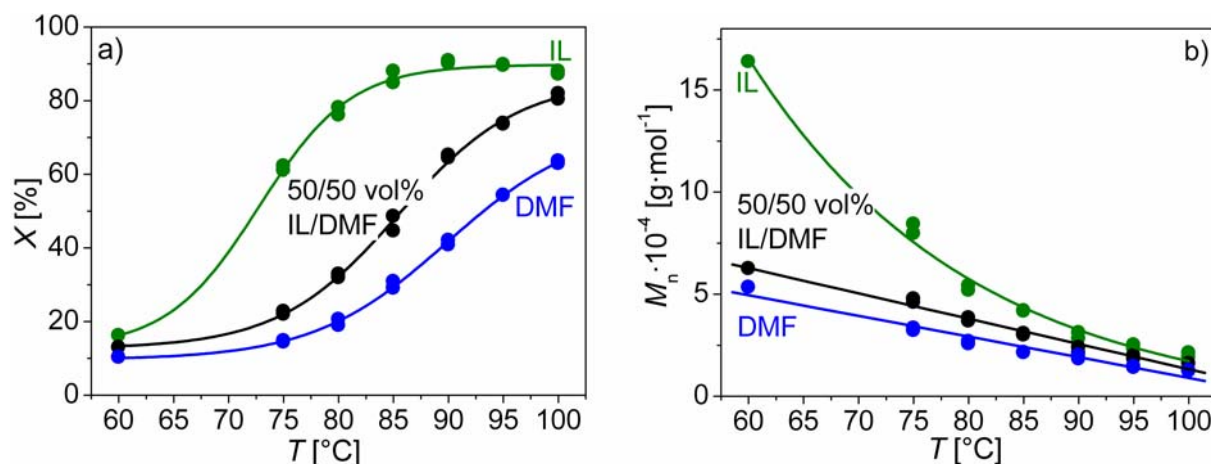 a)
X [%]
100
80
60
40
20
0
IL
50/50 vol%
IL/DMF
DMF
60 65 70 75 80 85 90 95 100
T [°C]
b)
Mₙ·10⁻⁴ [g·mol⁻¹]
15
10
5
0
IL
50/50 vol%
IL/DMF
DMF
60 65 70 75 80 85 90 95 100
T [°C]